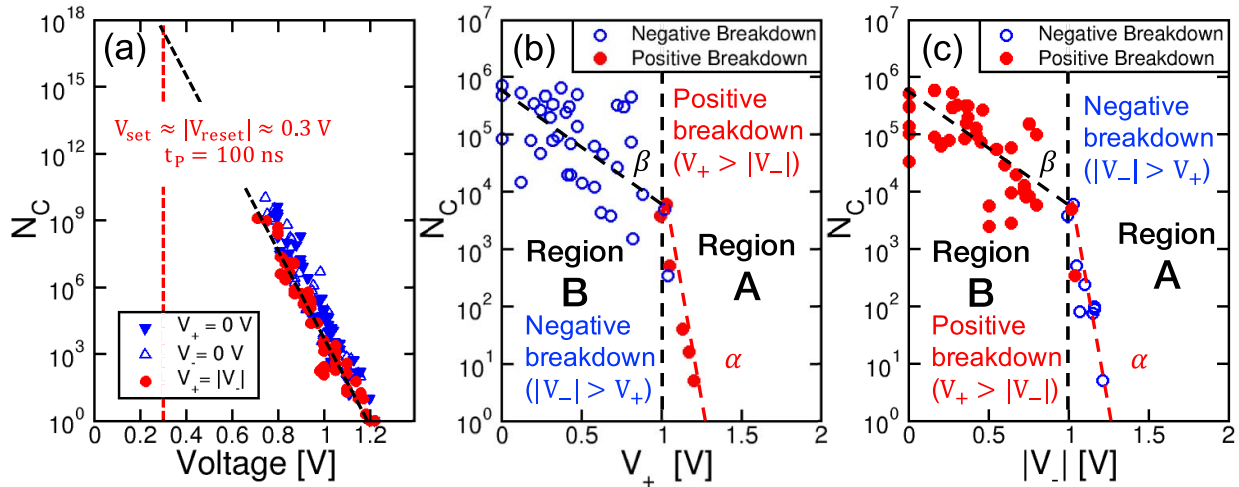 (a)
10^18
10^15
10^12
10^9
10^6
10^3
10^0
N_C
V_set ≈ |V_reset| ≈ 0.3 V
t_P = 100 ns
V_+ = 0 V
V_-= 0 V
V_+= |V_-|
0 0.2 0.4 0.6 0.8 1 1.2
Voltage [V]
(b)
Negative Breakdown
Positive Breakdown
10^7
10^6
10^5
10^4
10^3
10^2
10^1
10^0
N_C
Positive
breakdown
(V_+ > |V_-|)
β
Region
B
Region
A
Negative
breakdown
(|V_-| > V_+)
α
0 0.5 1 1.5 2
V_+ [V]
(c)
Negative Breakdown
Positive Breakdown
10^7
10^6
10^5
10^4
10^3
10^2
10^1
10^0
N_C
Negative
breakdown
(|V_-| > V_+)
β
Region
B
Region
A
Positive
breakdown
(V_+ > |V_-|)
α
0 0.5 1 1.5 2
|V_-| [V]